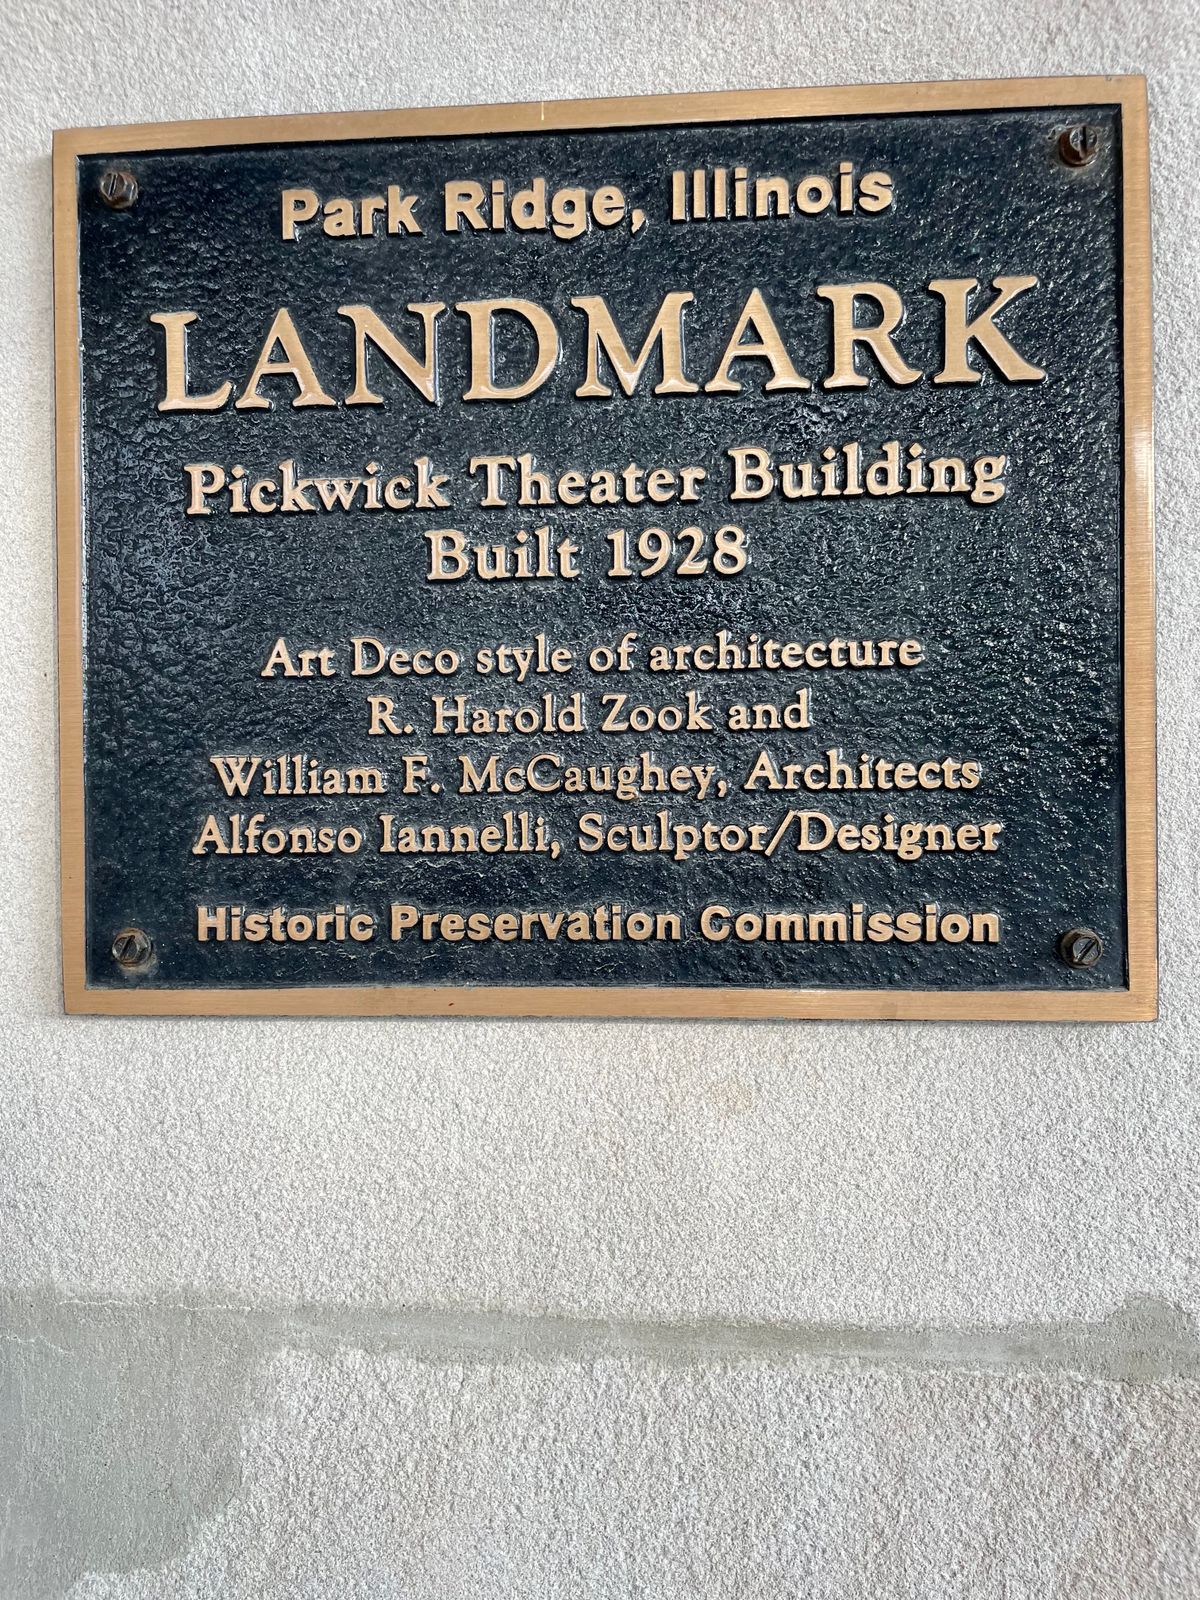 Park Ridge, Illinois
LANDMARK
Pickwick Theater Building
Built 1928
Art Deco style of architecture
R. Harold Zook and
William F. McCaughey, Architects
Alfonso Iannelli, Sculptor/Designer
Historic Preservation Commission